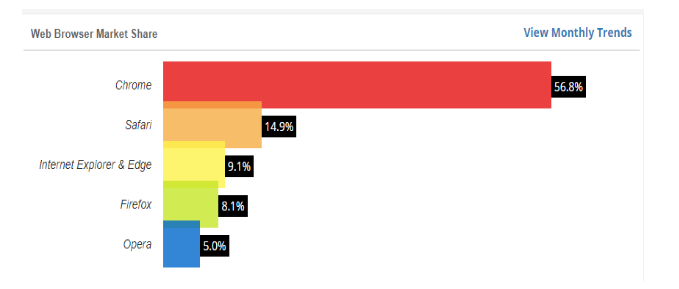 Web Browser Market Share
View Monthly Trends
Chrome
56.8%
Safari
14.9%
Internet Explorer & Edge
9.1%
Firefox
8.1%
Opera
5.0%